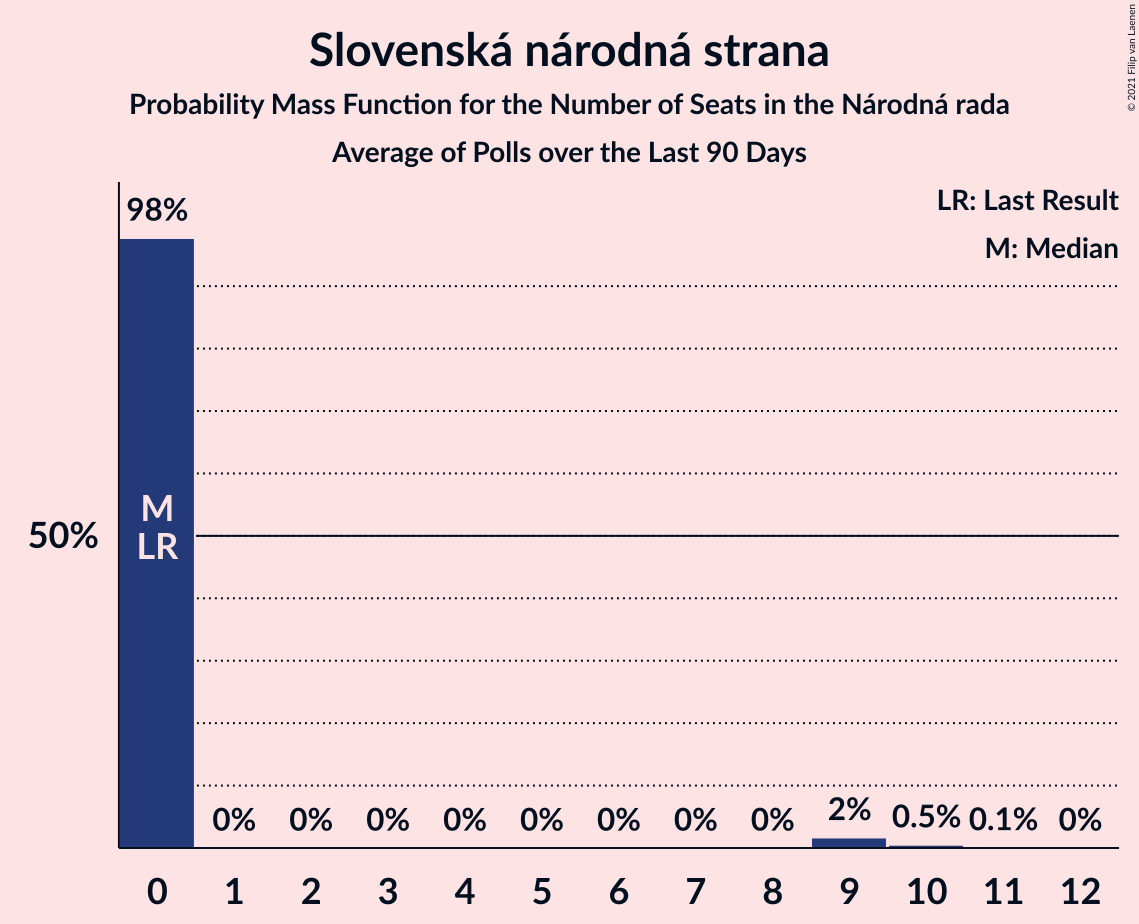 Slovenská národná strana
Probability Mass Function for the Number of Seats in the Národná rada
Average of Polls over the Last 90 Days
© 2021 Filip van Laenen
LR: Last Result
M: Median
98%
M
LR
50%
0% 0% 0% 0% 0% 0% 0% 0% 2% 0.5% 0.1% 0%
0 1 2 3 4 5 6 7 8 9 10 11 12